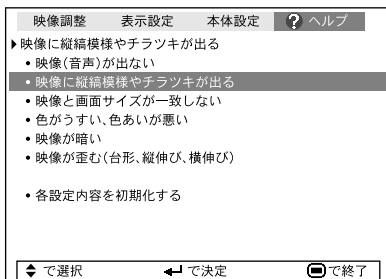 映像調整 表示設定 本体設定 ? ヘルプ
映像に縦縞模様やチラツキが出る
•映像(音声)が出ない
•映像に縦縞模様やチラツキが出る
•映像と画面サイズが一致しない
•色がうすい、色あいが悪い
•映像が暗い
•映像が歪む(台形、縦伸び、横伸び)
•各設定内容を初期化する
で選択 で決定 で終了